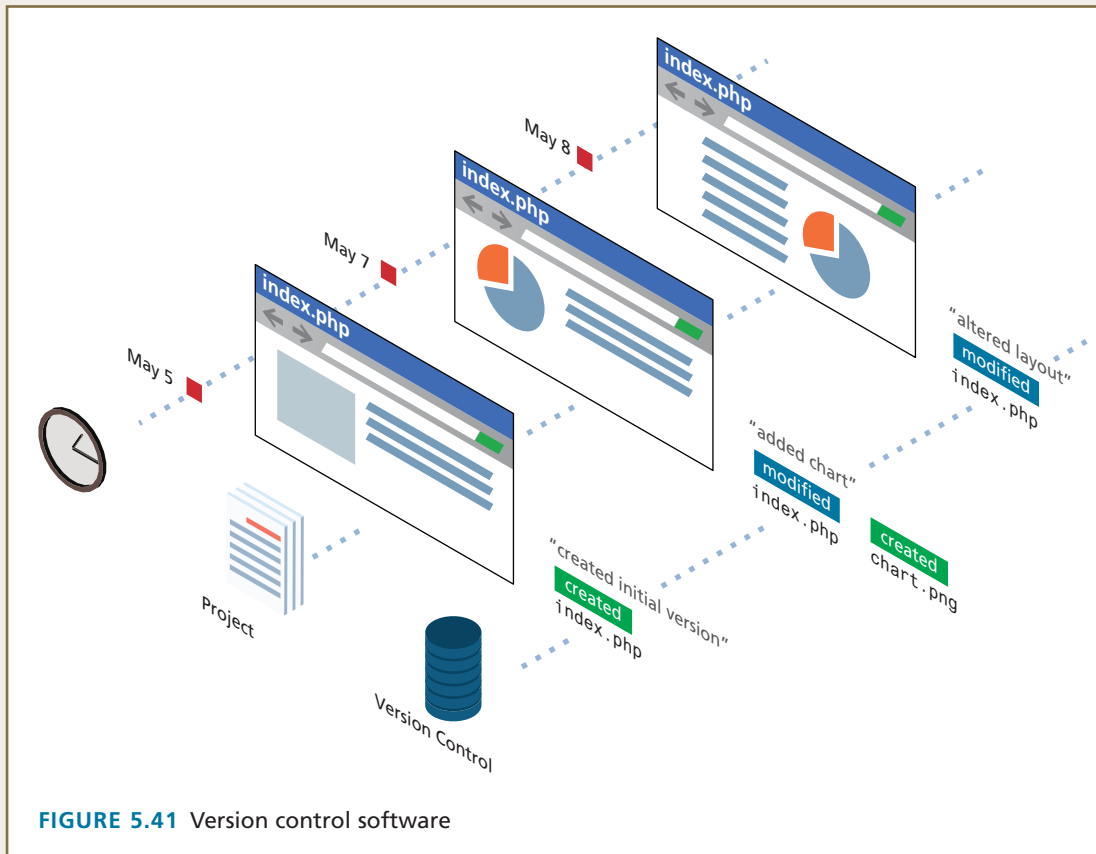 index.php
May 8
index.php
May 7
index.php
May 5
"altered layout"
modified
index.php
"added chart"
modified
index.php
created
chart.png
"created initial version"
created
index.php
Project
Version Control
FIGURE 5.41 Version control software